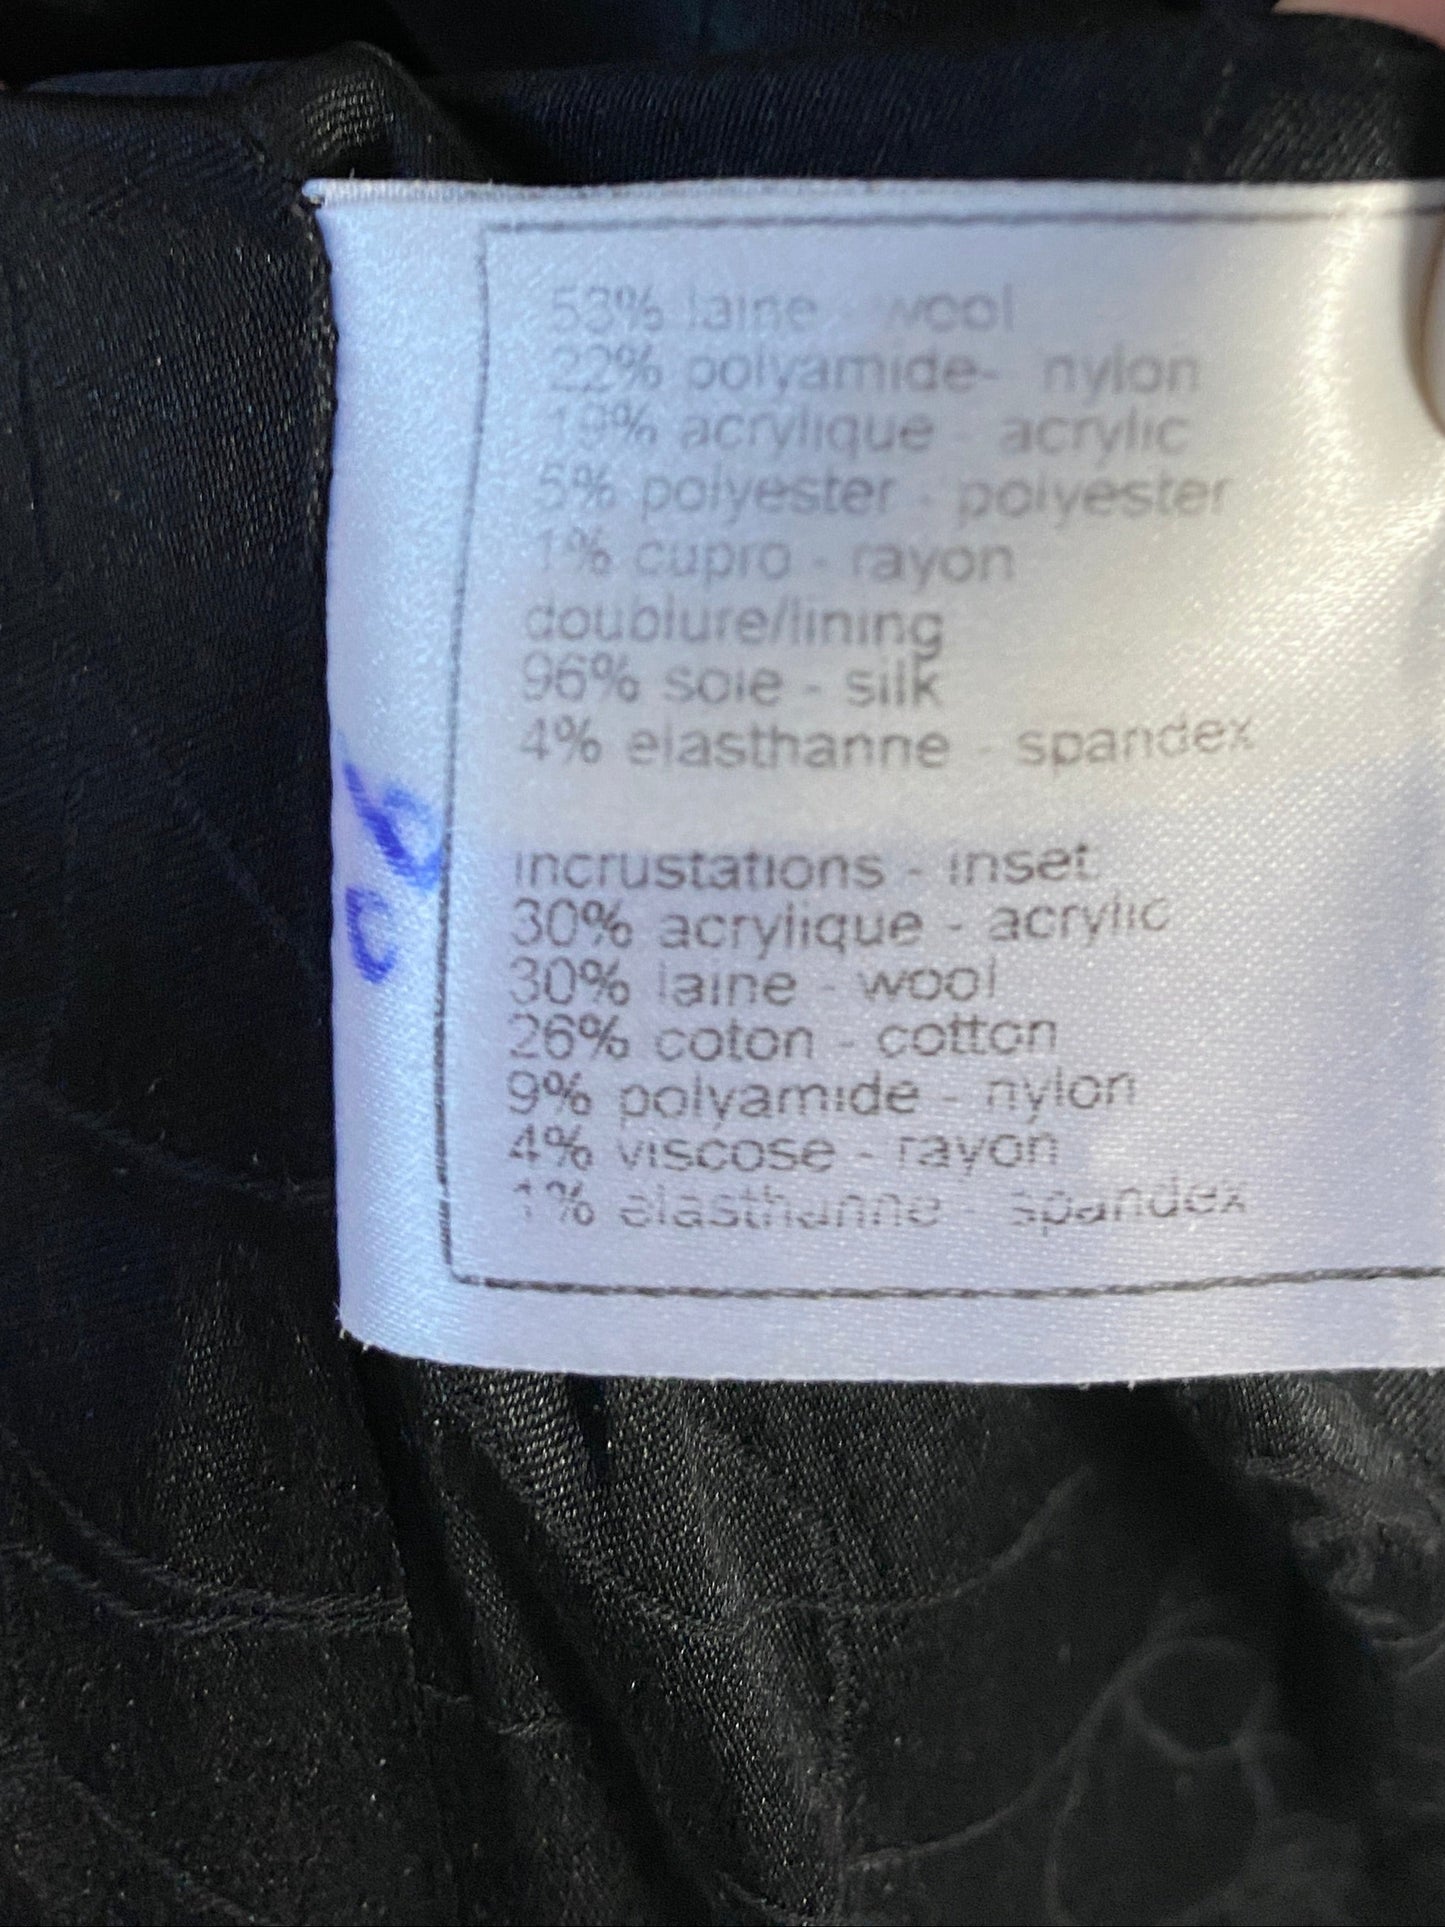 53% laine - wool
22% polyamide- nylon
19% acrylique - acrylic
5% polyester - polyester
1% cupro - rayon
doublure/lining
96% soie - silk
4% elasthanne - spandex
incrustations - inset
30% acrylique - acrylic
30% laine - wool
26% coton - cotton
9% polyamide - nylon
4% viscose - rayon
1% elasthanne - spandex